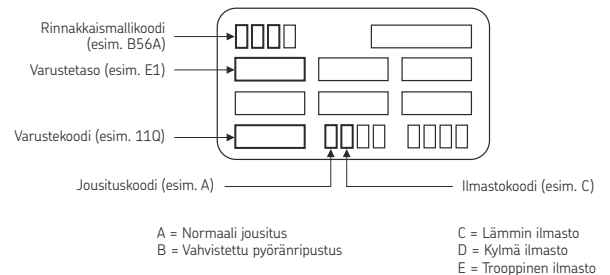 Rinnakkaismallikoodi
(esim. B56A)
Varustetaso (esim. E1)
Varustekoodi (esim. 11Q)
Jousituskoodi (esim. A)
Ilmastokoodi (esim. C)
A = Normaali jousitus
B = Vahvistettu pyöränripustus
C = Lämmin ilmasto
D = Kylmä ilmasto
E = Trooppinen ilmasto